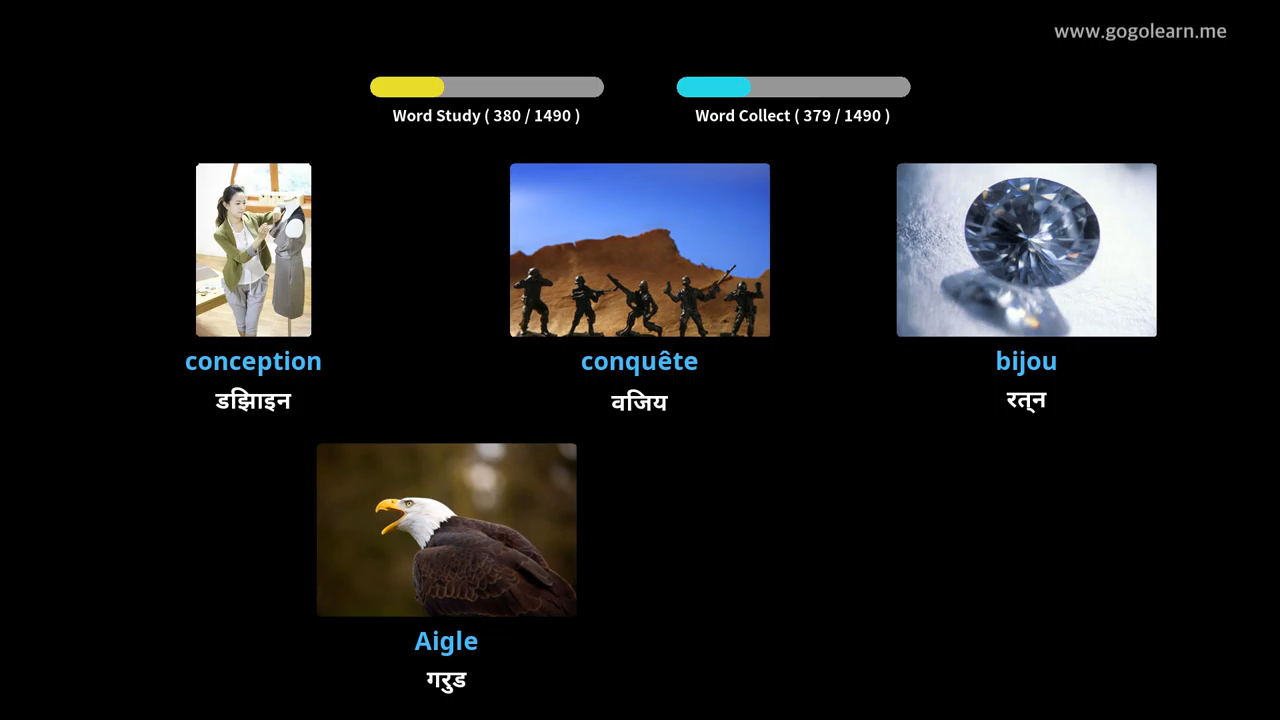 www.gogolearn.me
Word Study ( 380 / 1490 )
Word Collect ( 379 / 1490 )
conception
conquête
bijou
डिझाइन
विजय
रत्न
Aigle
गरुड